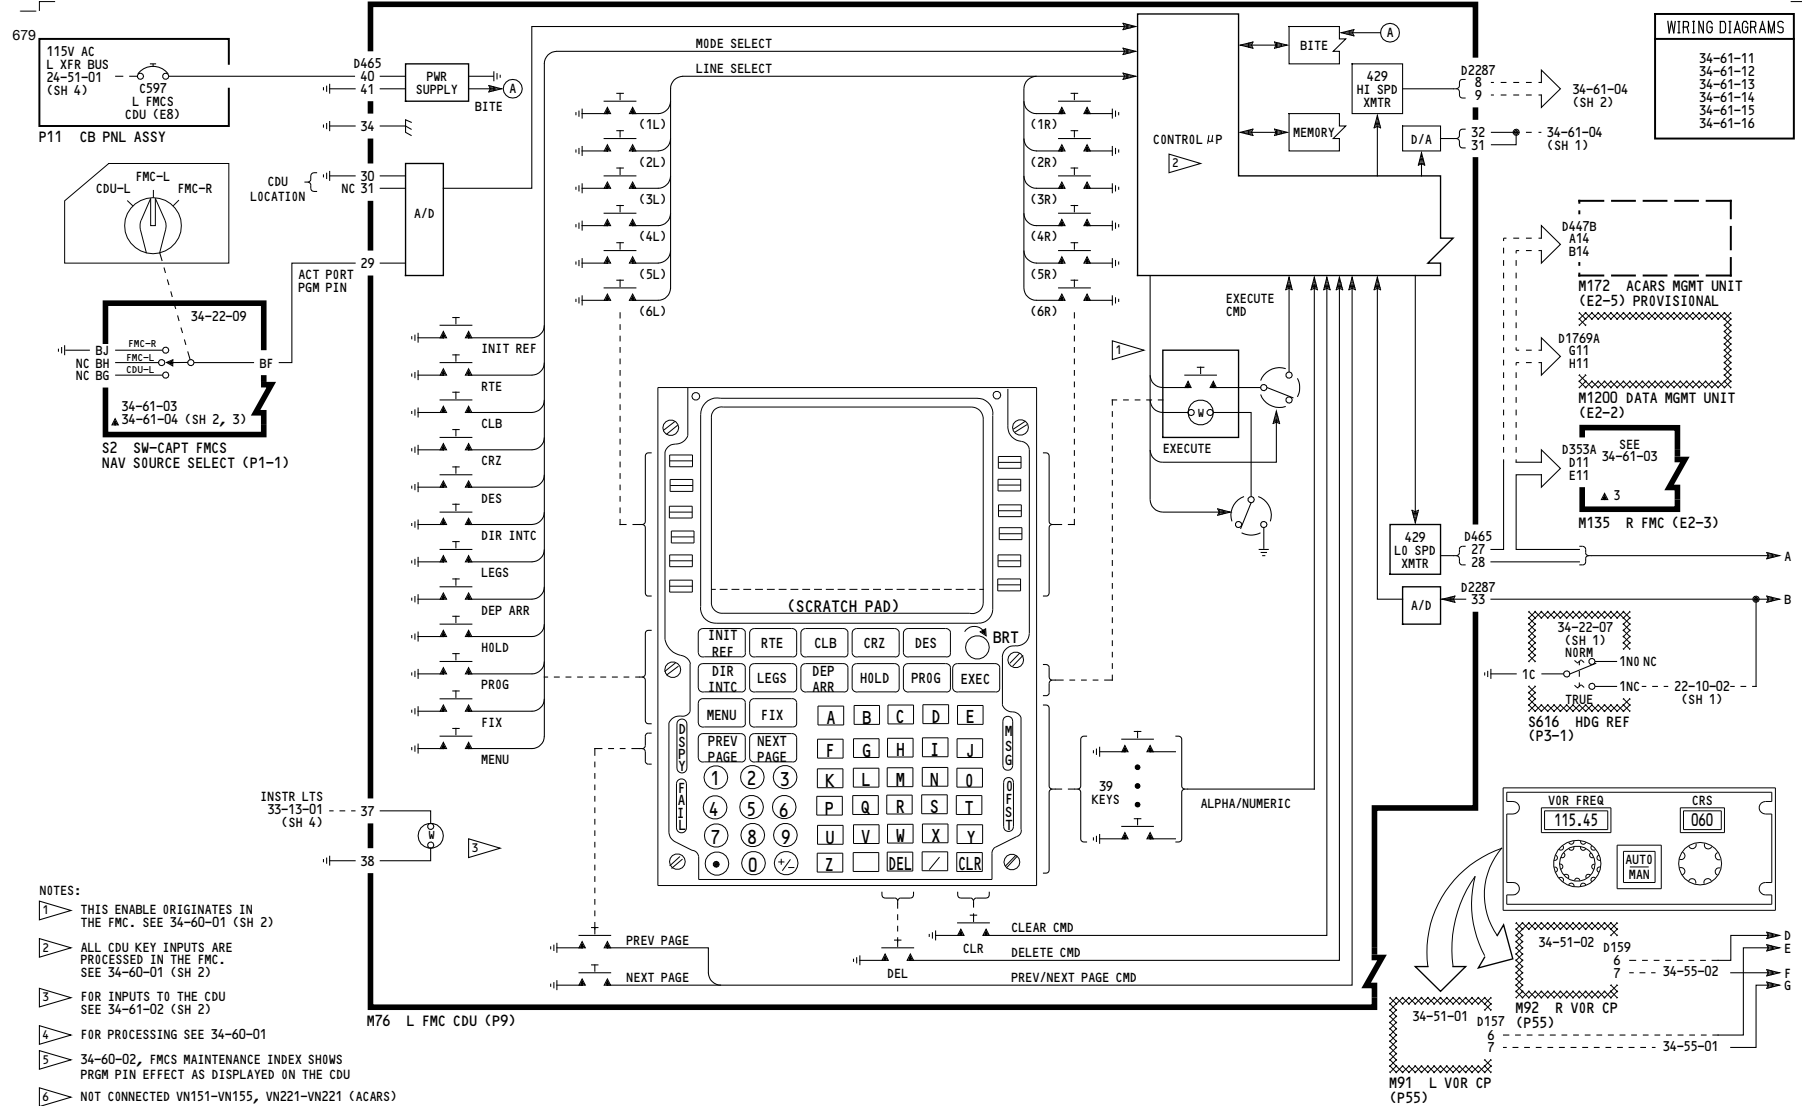 679
115V AC
L XFR BUS
24-51-01
(SH 4)
C597
L FMCS
CDU (E8)
P11 CB PNL ASSY
D465
40
41
PWR
SUPPLY
A
BITE
34
CDU
LOCATION
30
NC 31
A/D
29
ACT PORT
PGM PIN
FMC-L
CDU-L
FMC-R
34-22-09
BJ
NC BH
NC BG
FMC-R
FMC-L
CDU-L
BF
34-61-03
34-61-04 (SH 2, 3)
S2 SW-CAPT FMCS
NAV SOURCE SELECT (P1-1)
MODE SELECT
LINE SELECT
(1L)
(2L)
(3L)
(4L)
(5L)
(6L)
(1R)
(2R)
(3R)
(4R)
(5R)
(6R)
INIT REF
RTE
CLB
CRZ
DES
DIR INTC
LEGS
DEP ARR
HOLD
PROG
FIX
MENU
CONTROL µP
2
BITE
A
MEMORY
429
HI SPD
XMTR
D/A
D2287
8
9
34-61-04
(SH 2)
32
31
34-61-04
(SH 1)
WIRING DIAGRAMS
34-61-11
34-61-12
34-61-13
34-61-14
34-61-15
34-61-16
D447B
A14
B14
M172 ACARS MGMT UNIT
(E2-5) PROVISIONAL
D1769A
G11
H11
M1200 DATA MGMT UNIT
(E2-2)
D353A
D11
E11
SEE
34-61-03
3
M135 R FMC (E2-3)
EXECUTE
CMD
1
W
EXECUTE
429
LO SPD
XMTR
D465
27
28
A
A/D
D2287
33
B
34-22-07
(SH 1)
NORM
1NO NC
1C
1NC
TRUE
22-10-02
(SH 1)
S616 HDG REF
(P3-1)
(SCRATCH PAD)
INIT REF
RTE
CLB
CRZ
DES
BRT
DIR INTC
LEGS
DEP ARR
HOLD
PROG
EXEC
MENU
FIX
A B C D E
PREV PAGE
NEXT PAGE
F G H I J
1 2 3
K L M N O
4 5 6
P Q R S T
7 8 9
U V W X Y
• 0 +/-
Z DEL / CLR
DSPY
FAIL
MSG
OFST
39
KEYS
ALPHA/NUMERIC
INSTR LTS
33-13-01
(SH 4)
37
W
38
3
PREV PAGE
NEXT PAGE
DEL
CLR
CLEAR CMD
DELETE CMD
PREV/NEXT PAGE CMD
M76 L FMC CDU (P9)
VOR FREQ
115.45
CRS
060
AUTO
MAN
34-51-02
D159
6
7
34-55-02
M92 R VOR CP
(P55)
34-51-01
D157
6
7
34-55-01
M91 L VOR CP
(P55)
D
E
F
G
NOTES:
1 THIS ENABLE ORIGINATES IN
THE FMC. SEE 34-60-01 (SH 2)
2 ALL CDU KEY INPUTS ARE
PROCESSED IN THE FMC.
SEE 34-60-01 (SH 2)
3 FOR INPUTS TO THE CDU
SEE 34-61-02 (SH 2)
4 FOR PROCESSING SEE 34-60-01
5 34-60-02, FMCS MAINTENANCE INDEX SHOWS
PRGM PIN EFFECT AS DISPLAYED ON THE CDU
6 NOT CONNECTED VN151-VN155, VN221-VN221 (ACARS)